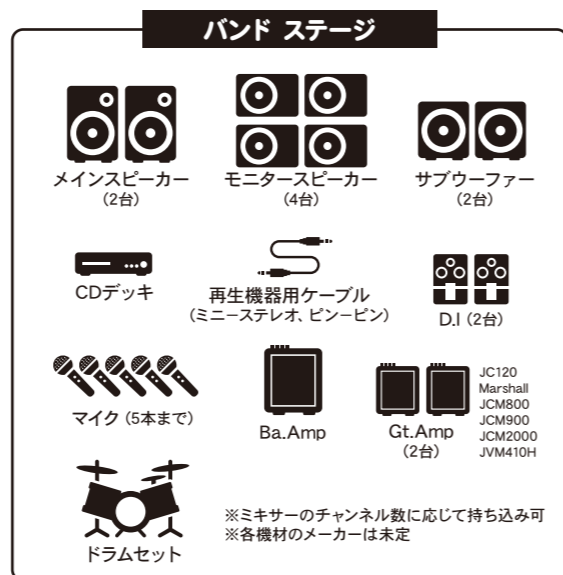 バンド ステージ
メインスピーカー
(2台)
モニタースピーカー
(4台)
サブウーファー
(2台)
CDデッキ
再生機器用ケーブル
(ミニーステレオ、ピンーピン)
D.I (2台)
マイク (5本まで)
Ba.Amp
Gt.Amp
(2台)
JC120
Marshall
JCM800
JCM900
JCM2000
JVM410H
ドラムセット
※ミキサーのチャンネル数に応じて持ち込み可
※各機材のメーカーは未定